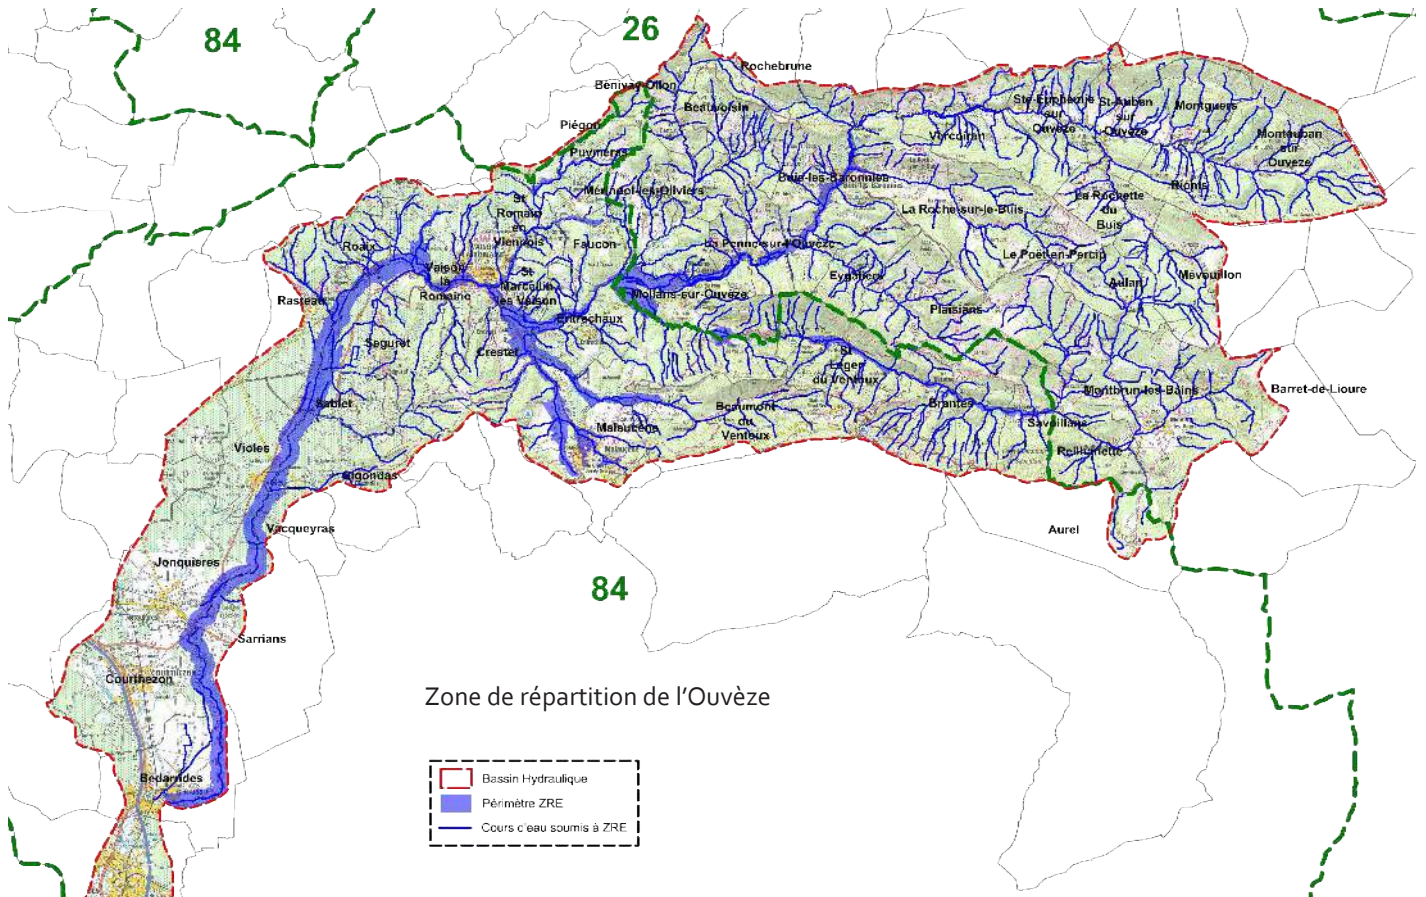 84
26
Rochebrune
Bénivay-Ollon
Beauvoisin
Ste-Euphémie
sur
Ouvèze
St-Auban
sur
Ouvèze
Montguers
Piégon
Vercoiran
Montauban
sur
Ouvèze
Puyméras
Mérindol-les-Oliviers
Buis-les-Baronnies
Rioms
St
Romain
en
Viennois
La Rochette
du
Buis
La Roche-sur-le-Buis
Roaix
Faucon
La Penne-sur-l'Ouvèze
Le Poët-en-Percip
Vaison
la
Romaine
St
Marcellin
lès Vaison
Eygaliers
Mévouillon
Aulan
Rasteau
Mollans-sur-Ouvèze
Plaisians
Entrechaux
Séguret
Crestet
St
Léger
du Ventoux
Montbrun-les-Bains
Barret-de-Lioure
Sablet
Brantes
Beaumont
du
Ventoux
Savoillans
Malaucène
Violès
Reilhanette
Gigondas
Vacqueyras
Aurel
Jonquières
84
Sarrians
Courthézon
Zone de répartition de l'Ouvèze
Bédarrides
Bassin Hydraulique
Périmètre ZRE
Cours d'eau soumis à ZRE